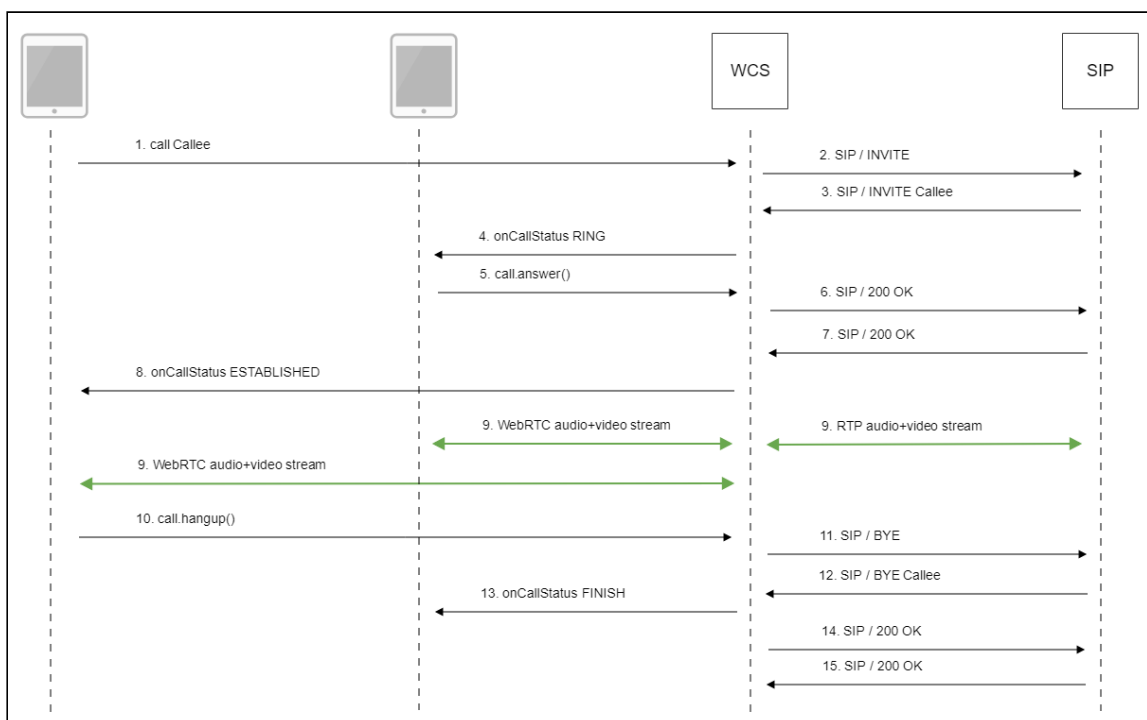 WCS
SIP
1. call Callee
2. SIP / INVITE
3. SIP / INVITE Callee
4. onCallStatus RING
5. call.answer()
6. SIP / 200 OK
7. SIP / 200 OK
8. onCallStatus ESTABLISHED
9. WebRTC audio+video stream
9. RTP audio+video stream
9. WebRTC audio+video stream
10. call.hangup()
11. SIP / BYE
12. SIP / BYE Callee
13. onCallStatus FINISH
14. SIP / 200 OK
15. SIP / 200 OK